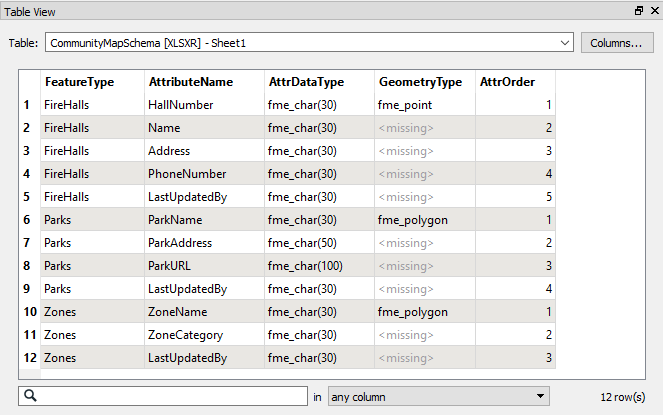 Table View
Table: CommunityMapSchema [XLSXR] - Sheet1 Columns...
FeatureType AttributeName AttrDataType GeometryType AttrOrder
1 FireHalls HallNumber fme_char(30) fme_point 1
2 FireHalls Name fme_char(30) <missing> 2
3 FireHalls Address fme_char(30) <missing> 3
4 FireHalls PhoneNumber fme_char(30) <missing> 4
5 FireHalls LastUpdatedBy fme_char(30) <missing> 5
6 Parks ParkName fme_char(30) fme_polygon 1
7 Parks ParkAddress fme_char(50) <missing> 2
8 Parks ParkURL fme_char(100) <missing> 3
9 Parks LastUpdatedBy fme_char(30) <missing> 4
10 Zones ZoneName fme_char(30) fme_polygon 1
11 Zones ZoneCategory fme_char(30) <missing> 2
12 Zones LastUpdatedBy fme_char(30) <missing> 3
in any column 12 row(s)